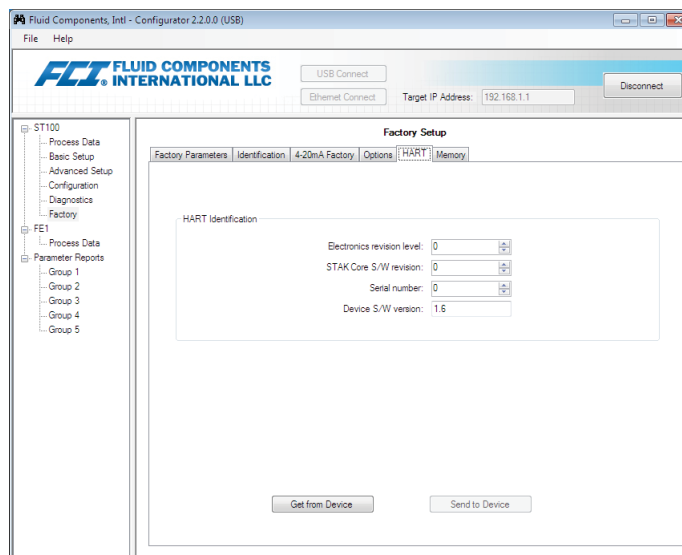 Fluid Components, Intl - Configurator 2.2.0.0 (USB)
File Help
FCI® FLUID COMPONENTS
INTERNATIONAL LLC
USB Connect
Ethernet Connect Target IP Address: 192.168.1.1
Disconnect
ST100
Process Data
Basic Setup
Advanced Setup
Configuration
Diagnostics
Factory
FE1
Process Data
Parameter Reports
Group 1
Group 2
Group 3
Group 4
Group 5
Factory Setup
Factory Parameters Identification 4-20mA Factory Options HART Memory
HART Identification
Electronics revision level: 0
STAK Core S/W revision: 0
Serial number: 0
Device S/W version: 1.6
Get from Device Send to Device